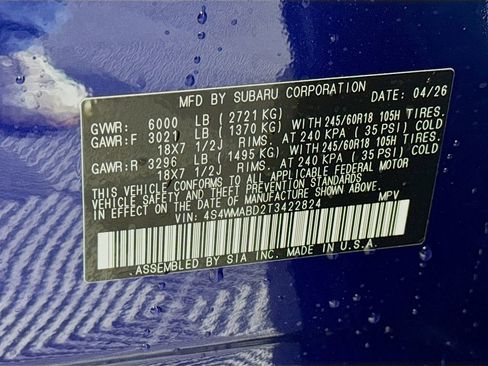 MFD BY SUBARU CORPORATION DATE: 04/26
GVWR: 6000 LB (2721 KG)
GAWR:F 3021 LB (1370 KG) WITH 245/60R18 105H TIRES.
18X7 1/2J RIMS. AT 240 KPA (35 PSI) COLD
GAWR:R 3296 LB (1495 KG) WITH 245/60R18 105H TIRES.
18X7 1/2J RIMS. AT 240 KPA (35 PSI) COLD
THIS VEHICLE CONFORMS TO ALL APPLICABLE FEDERAL MOTOR
VEHICLE SAFETY AND THEFT PREVENTION STANDARDS
IN EFFECT ON THE DATE OF MANUFACTURE SHOWN ABOVE.
VIN: 4S4WMABD2T3422824 MPV
ASSEMBLED BY SIA INC. MADE IN U.S.A.